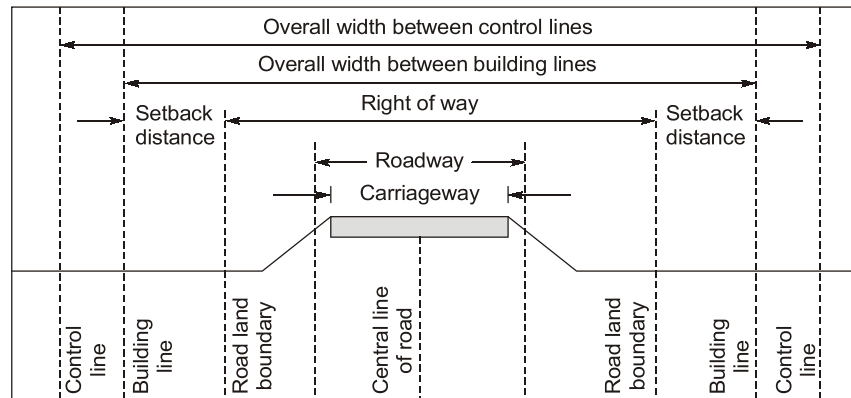 Overall width between control lines
Overall width between building lines
Right of way
Setback
distance
Setback
distance
Roadway
Carriageway
Control
line
Building
line
Road land
boundary
Central line
of road
Road land
boundary
Building
line
Control
line